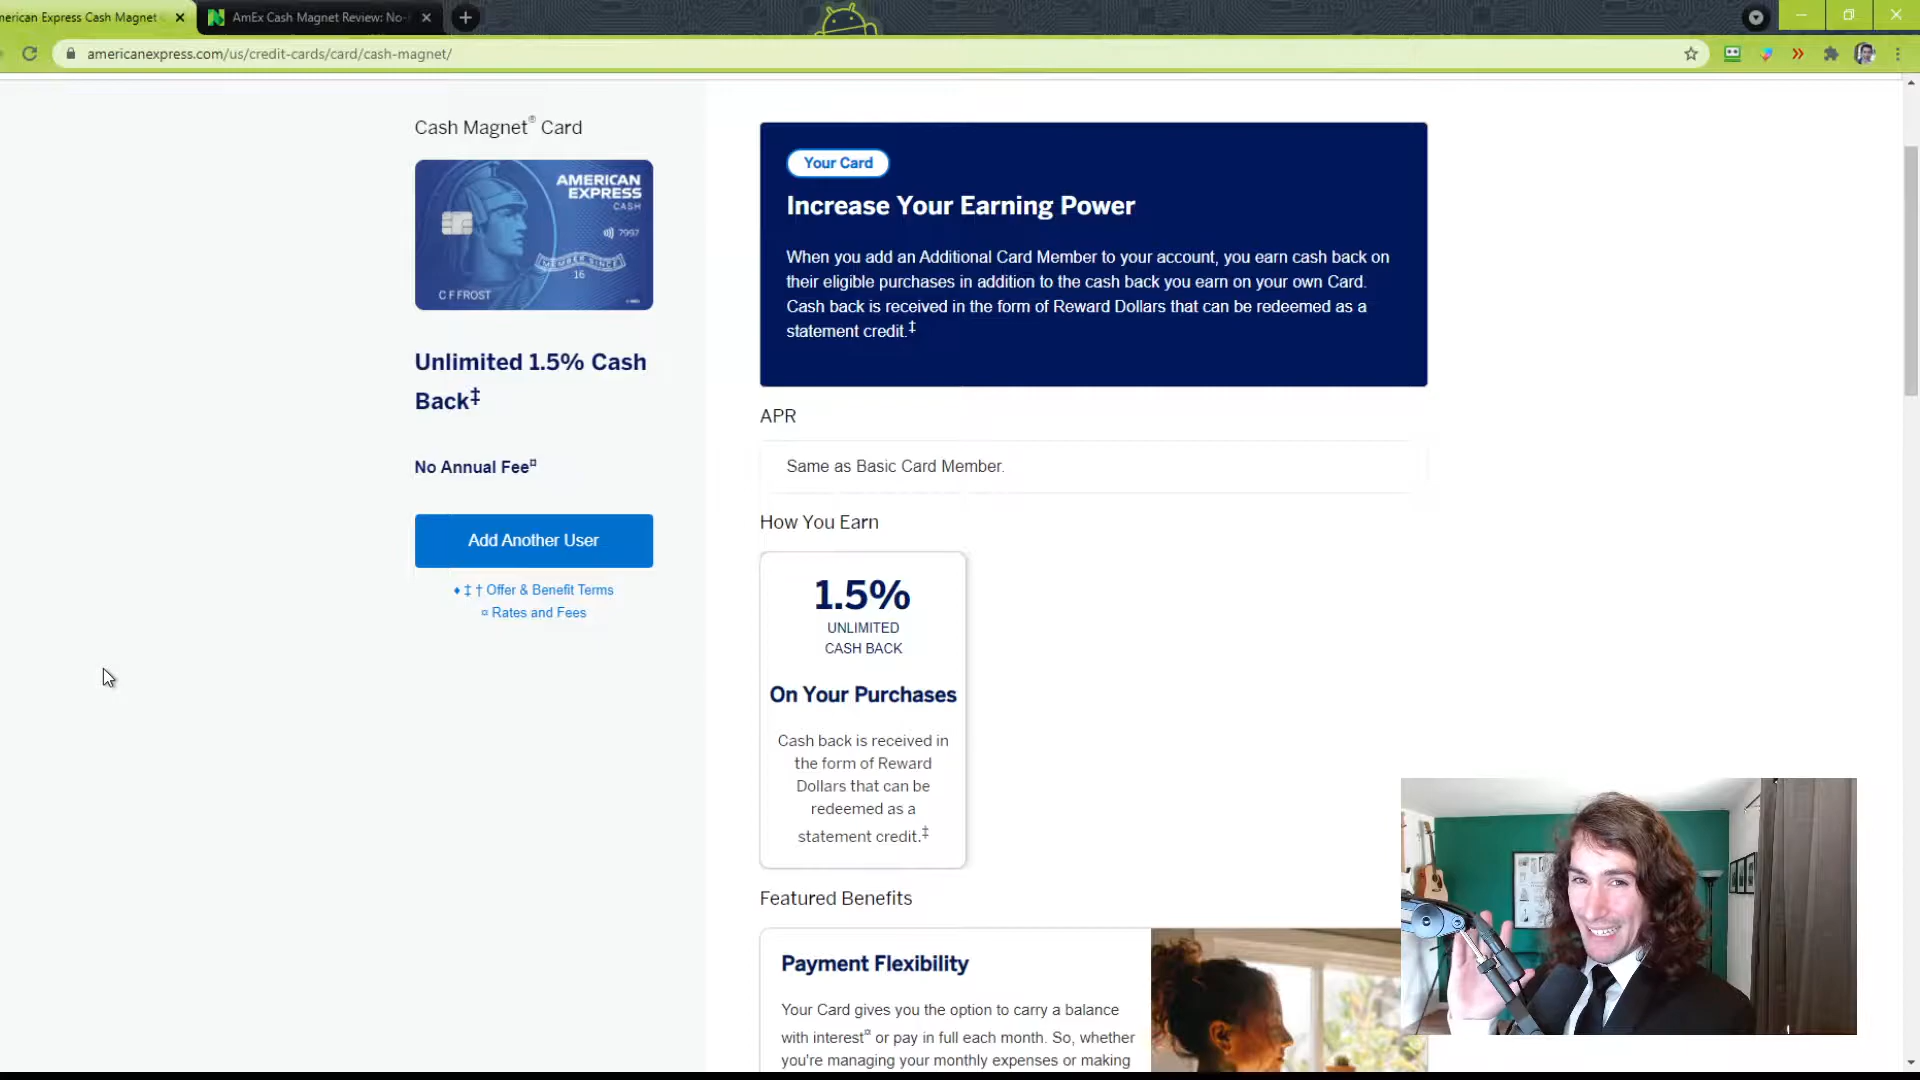 merican Express Cash Magnet
AmEx Cash Magnet Review: No-
americanexpress.com/us/credit-cards/card/cash-magnet/
Cash Magnet® Card
AMERICAN
EXPRESS
CASH
7997
MEMBER SINCE
16
C F FROST
Unlimited 1.5% Cash
Back‡
No Annual Fee¤
Add Another User
♦ ‡ † Offer & Benefit Terms
¤ Rates and Fees
Your Card
Increase Your Earning Power
When you add an Additional Card Member to your account, you earn cash back on
their eligible purchases in addition to the cash back you earn on your own Card.
Cash back is received in the form of Reward Dollars that can be redeemed as a
statement credit.‡
APR
Same as Basic Card Member.
How You Earn
1.5%
UNLIMITED
CASH BACK
On Your Purchases
Cash back is received in
the form of Reward
Dollars that can be
redeemed as a
statement credit.‡
Featured Benefits
Payment Flexibility
Your Card gives you the option to carry a balance
with interest¤ or pay in full each month. So, whether
you're managing your monthly expenses or making